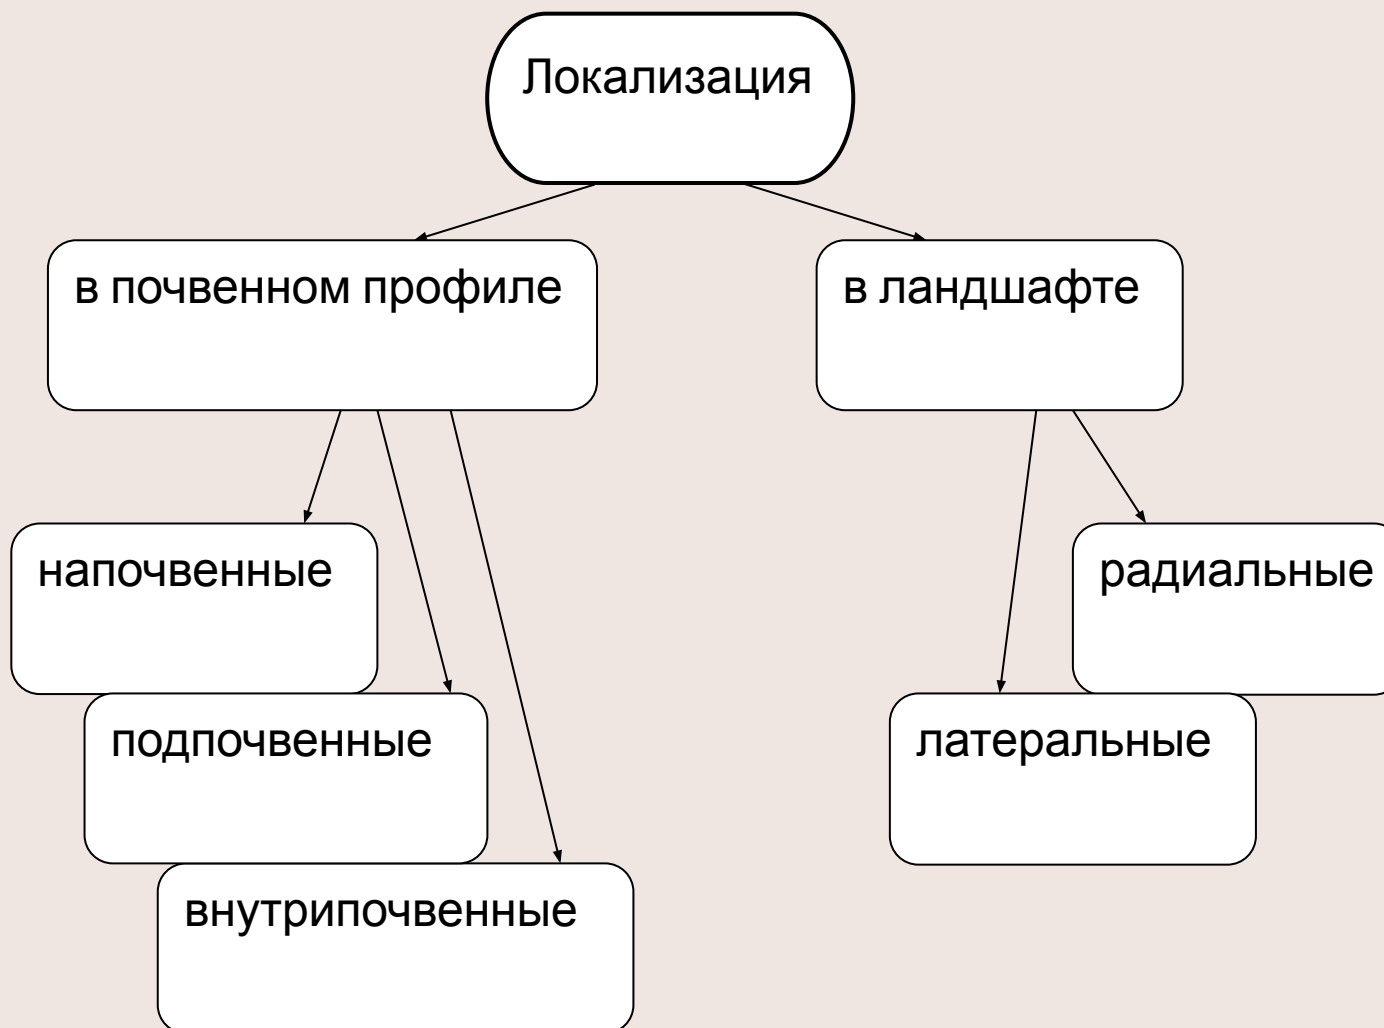 Локализация
в почвенном профиле
в ландшафте
напочвенные
радиальные
подпочвенные
латеральные
внутрипочвенные